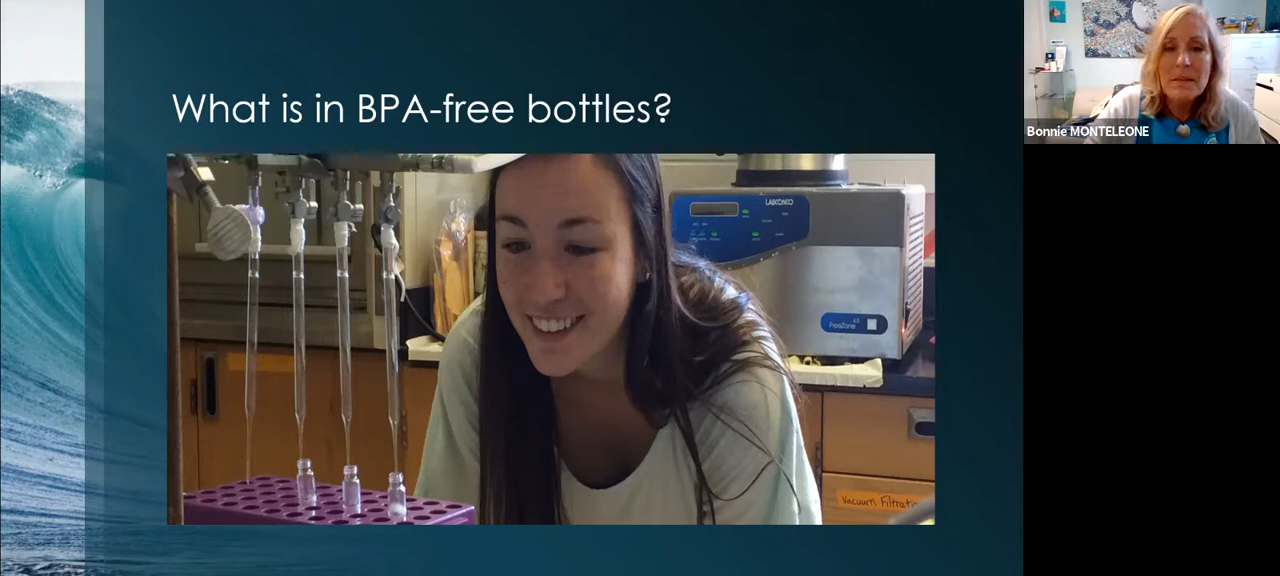 What is in BPA-free bottles?
Bonnie MONTELEONE
LABCONCO
FreeZone
Vacuum Filtrati